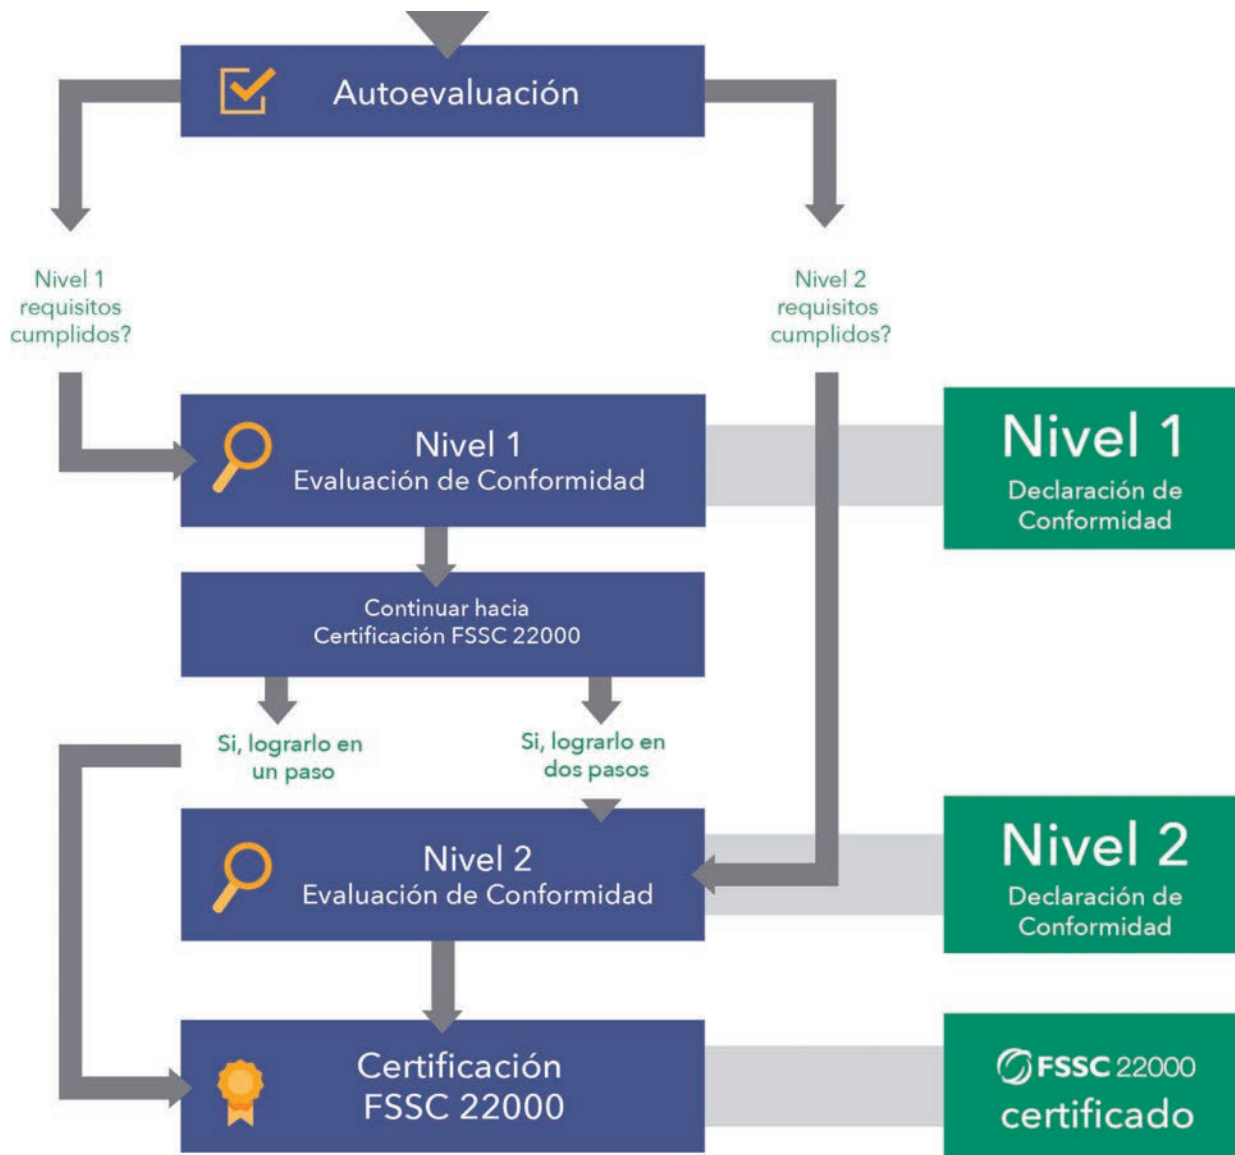 Autoevaluación
Nivel 1
requisitos
cumplidos?
Nivel 2
requisitos
cumplidos?
Nivel 1
Evaluación de Conformidad
Nivel 1
Declaración de
Conformidad
Continuar hacia
Certificación FSSC 22000
Si, lograrlo en
un paso
Si, lograrlo en
dos pasos
Nivel 2
Evaluación de Conformidad
Nivel 2
Declaración de
Conformidad
Certificación
FSSC 22000
FSSC 22000
certificado